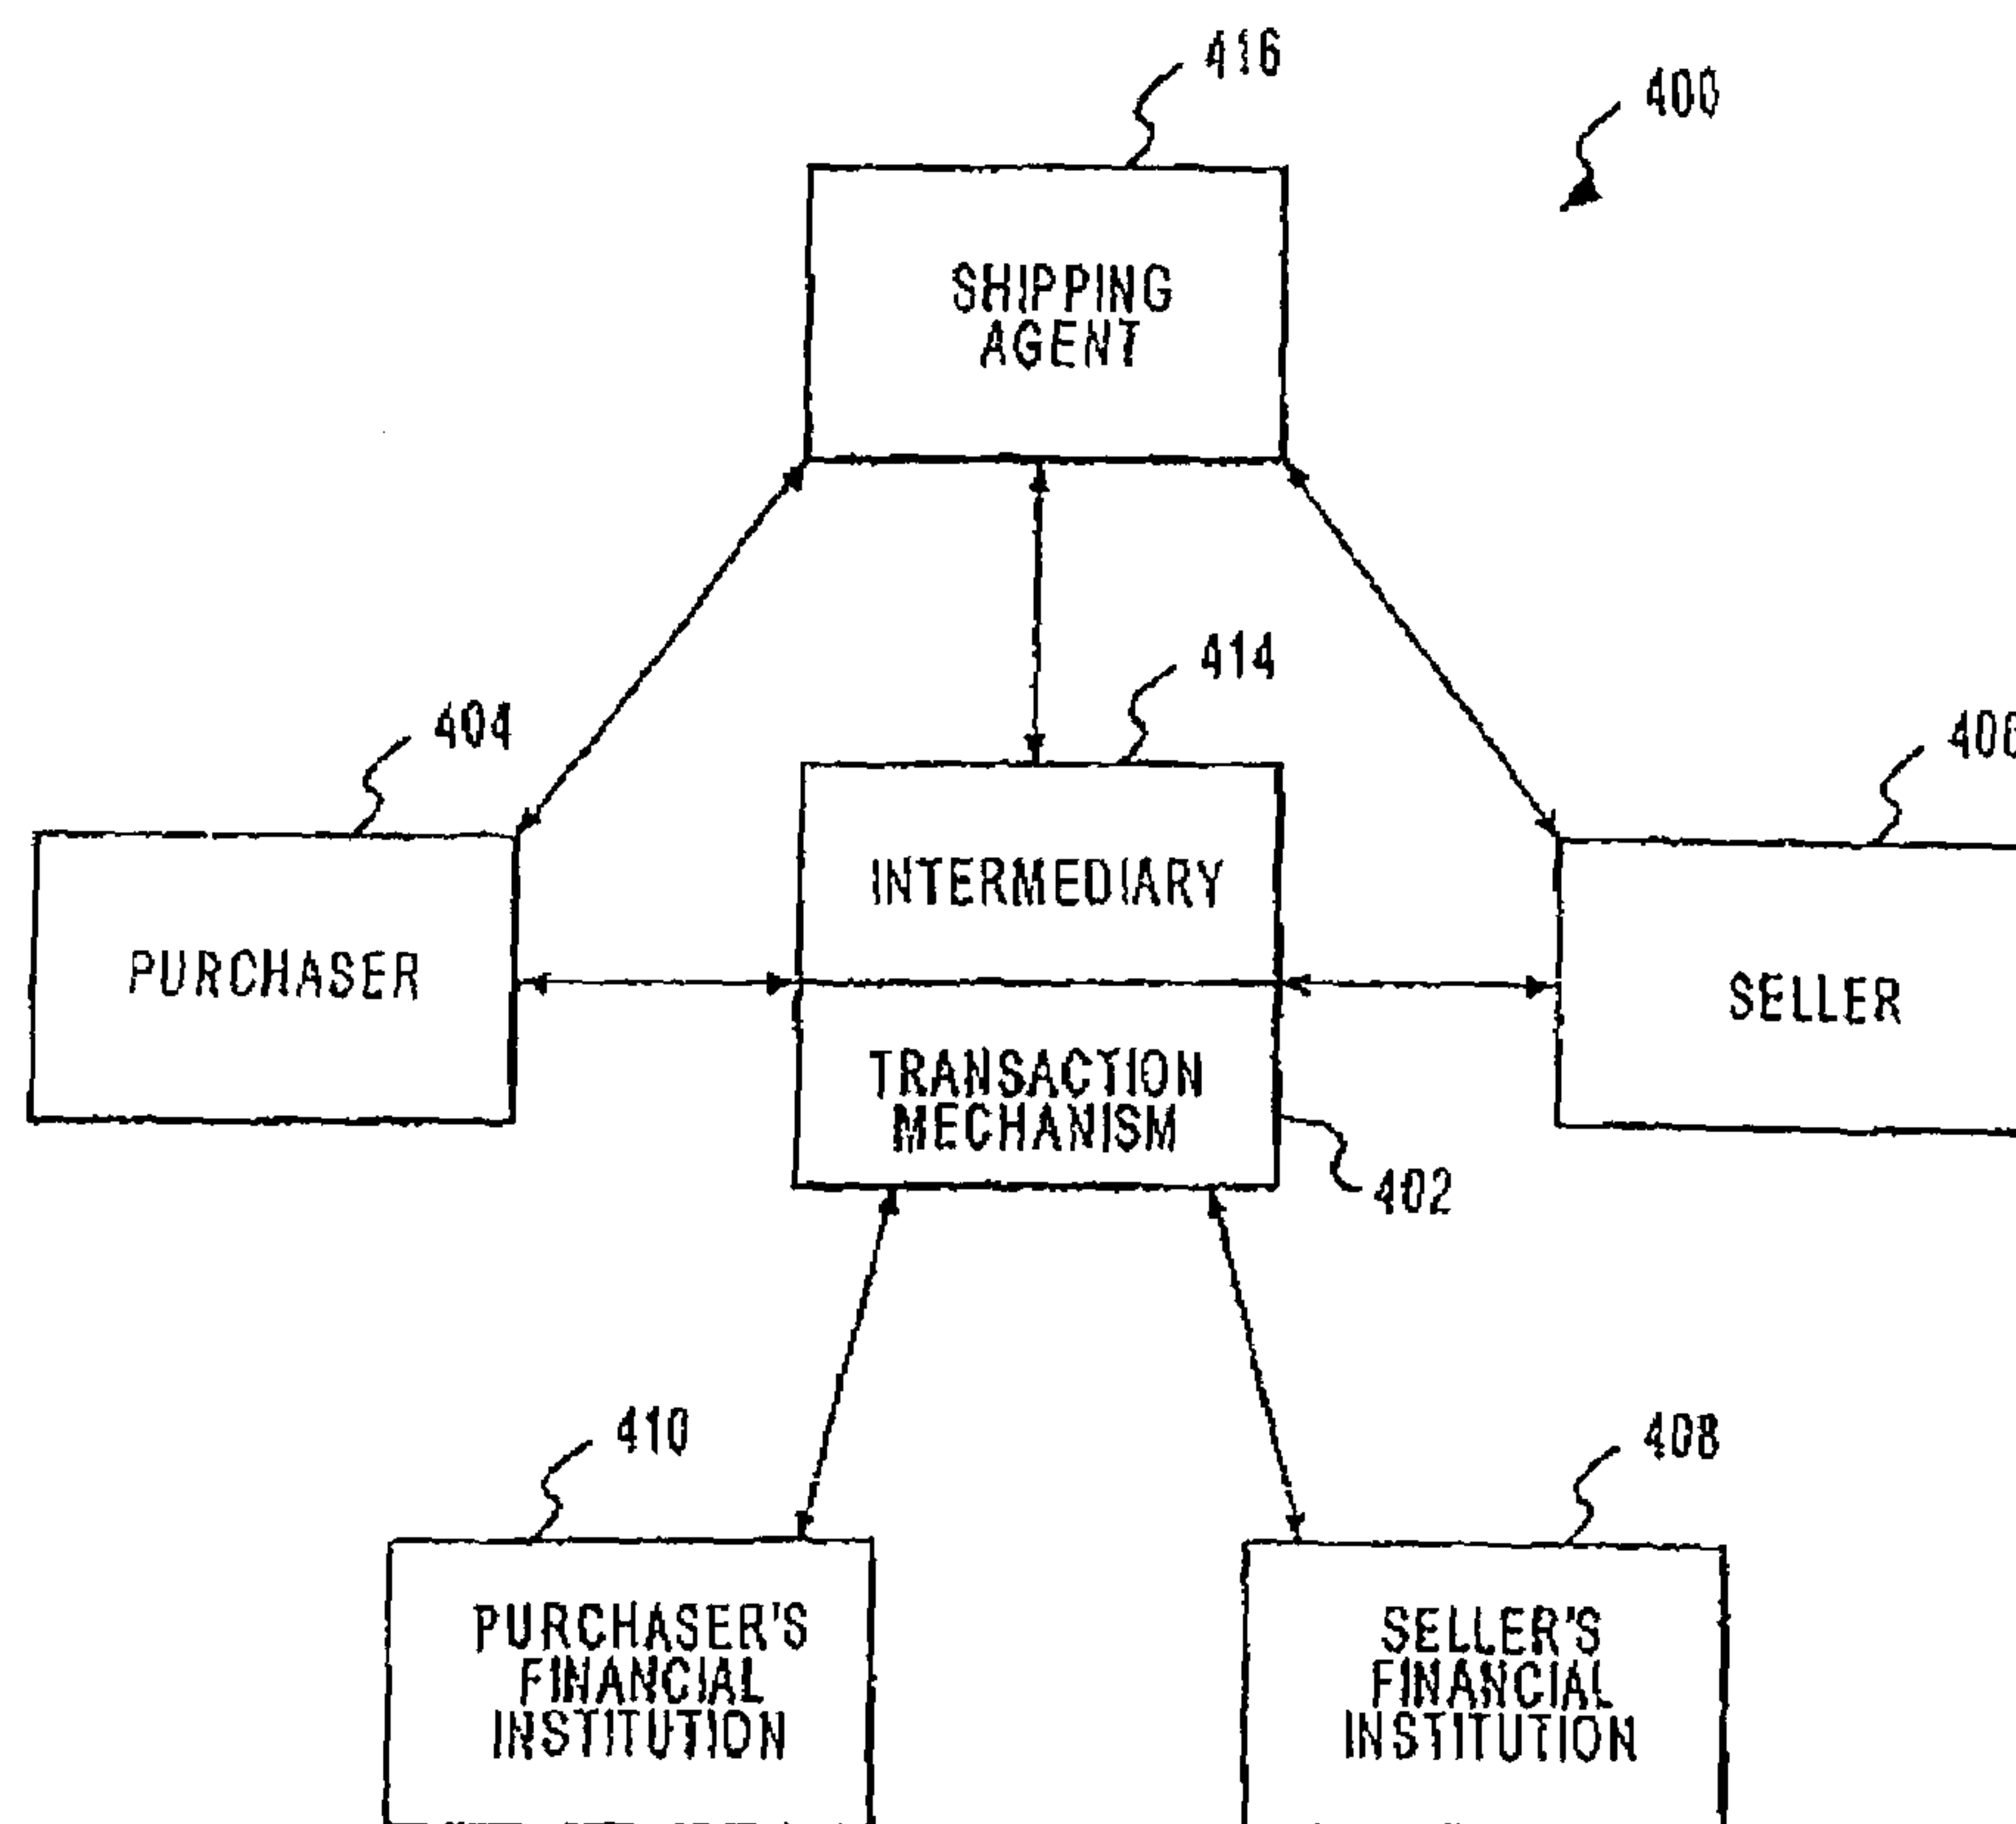 416
400
SHIPPING
AGENT
414
404
INTERMEDIARY
PURCHASER
SELLER
TRANSACTION
MECHANISM
402
410
408
PURCHASER'S
FINANCIAL
INSTITUTION
SELLER'S
FINANCIAL
INSTITUTION